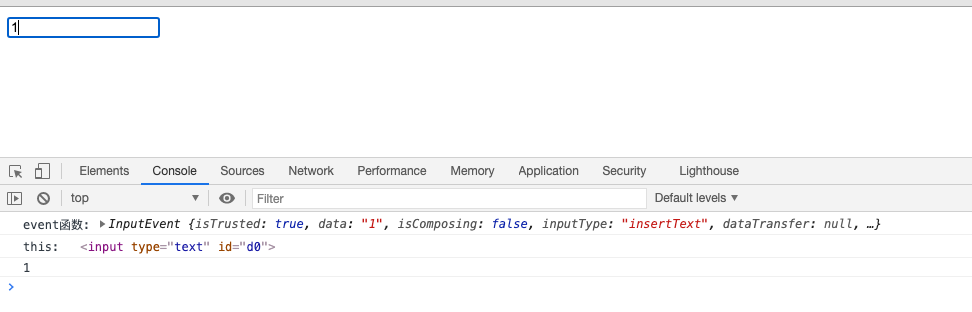 1
Elements Console Sources Network Performance Memory Application Security Lighthouse
top Filter Default levels
event函数: InputEvent {isTrusted: true, data: "1", isComposing: false, inputType: "insertText", dataTransfer: null, …}
this: <input type="text" id="d0">
1